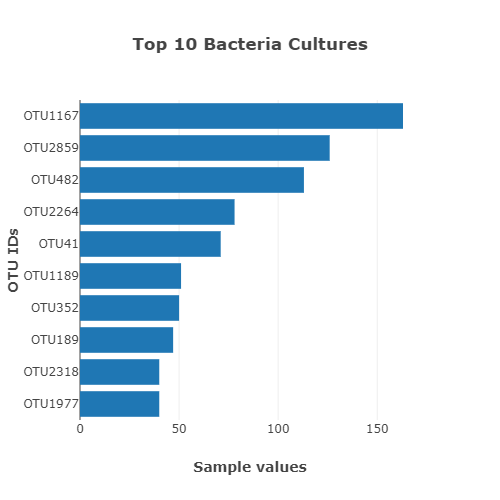 Top 10 Bacteria Cultures
OTU IDs
OTU1167
OTU2859
OTU482
OTU2264
OTU41
OTU1189
OTU352
OTU189
OTU2318
OTU1977
0 50 100 150
Sample values